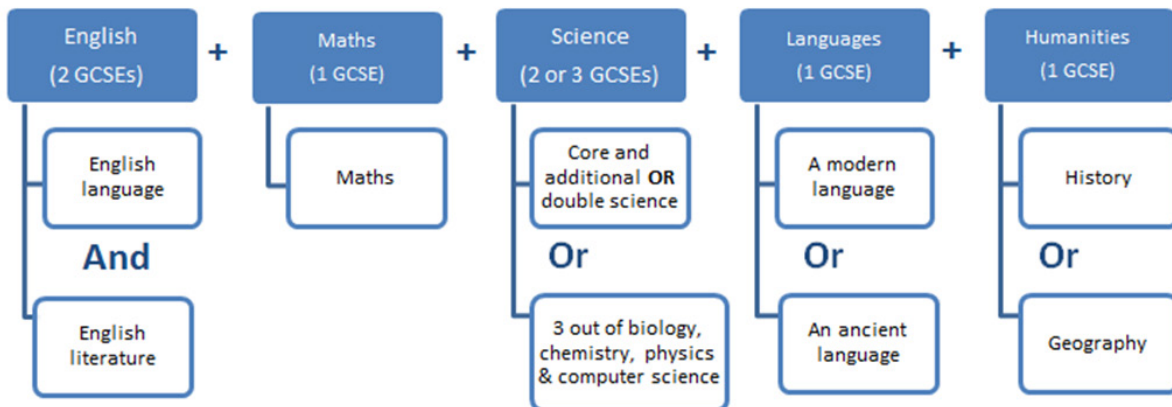 English
(2 GCSEs)
+
Maths
(1 GCSE)
+
Science
(2 or 3 GCSEs)
+
Languages
(1 GCSE)
+
Humanities
(1 GCSE)
English
language
And
English
literature
Maths
Core and
additional OR
double science
Or
3 out of biology,
chemistry, physics
& computer science
A modern
language
Or
An ancient
language
History
Or
Geography